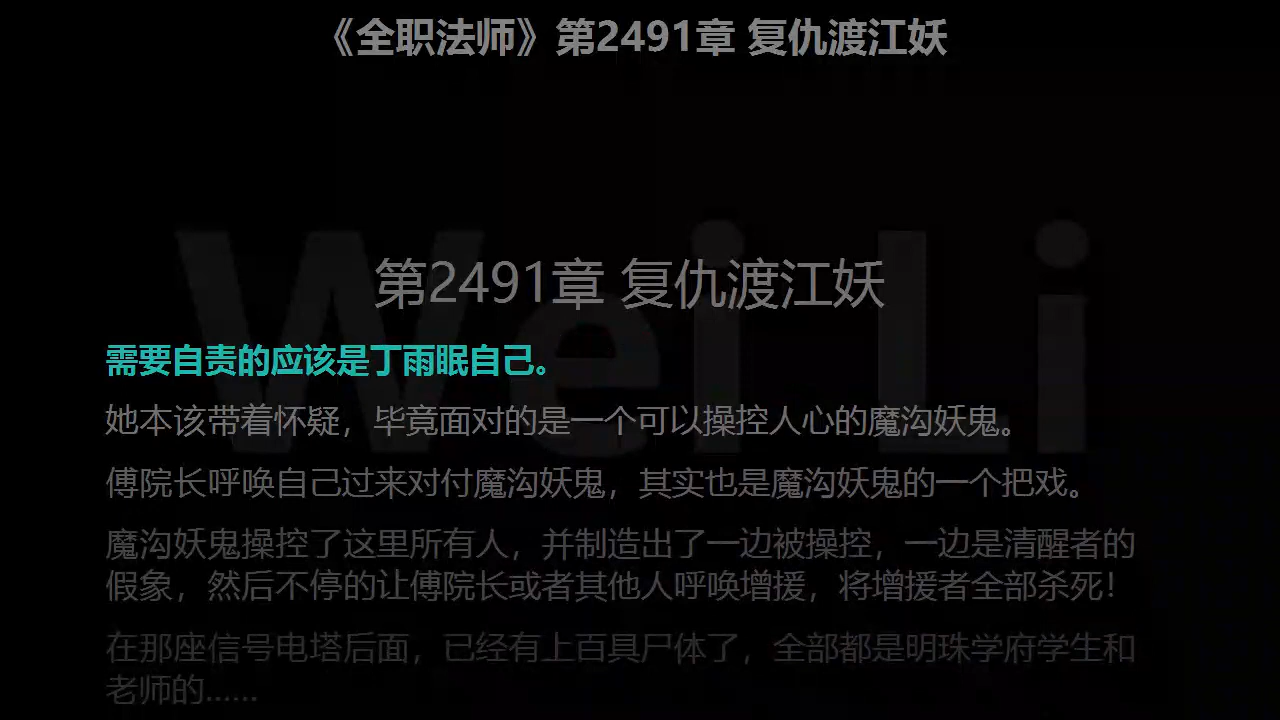 《全职法师》第2491章 复仇渡江妖
Wei Li
第2491章 复仇渡江妖
需要自责的应该是丁雨眠自己。
她本该带着怀疑，毕竟面对的是一个可以操控人心的魔沟妖鬼。
傅院长呼唤自己过来对付魔沟妖鬼，其实也是魔沟妖鬼的一个把戏。
魔沟妖鬼操控了这里所有人，并制造出了一边被操控，一边是清醒者的
假象，然后不停的让傅院长或者其他人呼唤增援，将增援者全部杀死！
在那座信号电塔后面，已经有上百具尸体了，全部都是明珠学府学生和
老师的......